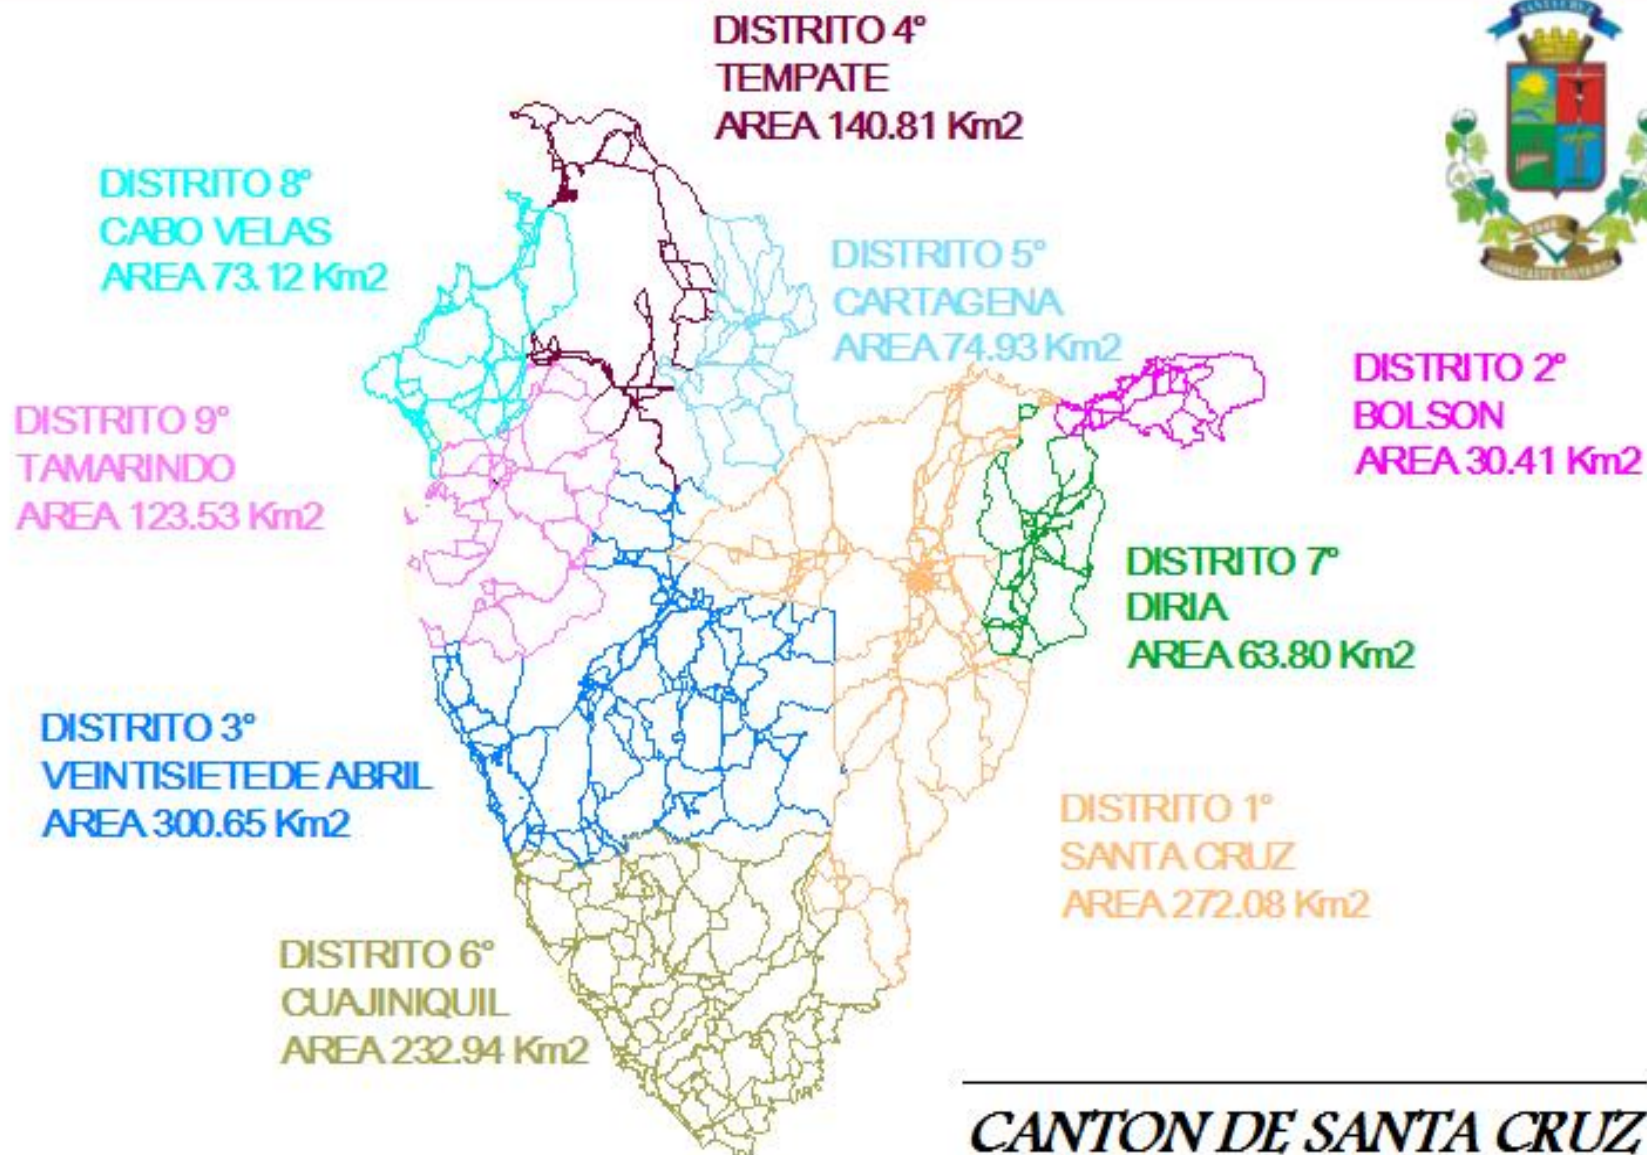 DISTRITO 4°
TEMPATE
AREA 140.81 Km2
SANTA CRUZ
DISTRITO 8°
CABO VELAS
AREA 73.12 Km2
DISTRITO 5°
CARTAGENA
AREA 74.93 Km2
DISTRITO 2°
BOLSON
AREA 30.41 Km2
DISTRITO 9°
TAMARINDO
AREA 123.53 Km2
DISTRITO 7°
DIRIA
AREA 63.80 Km2
DISTRITO 3°
VEINTISIETEDE ABRIL
AREA 300.65 Km2
DISTRITO 1°
SANTA CRUZ
AREA 272.08 Km2
DISTRITO 6°
CUAJINIQUIL
AREA 232.94 Km2
CANTON DE SANTA CRUZ